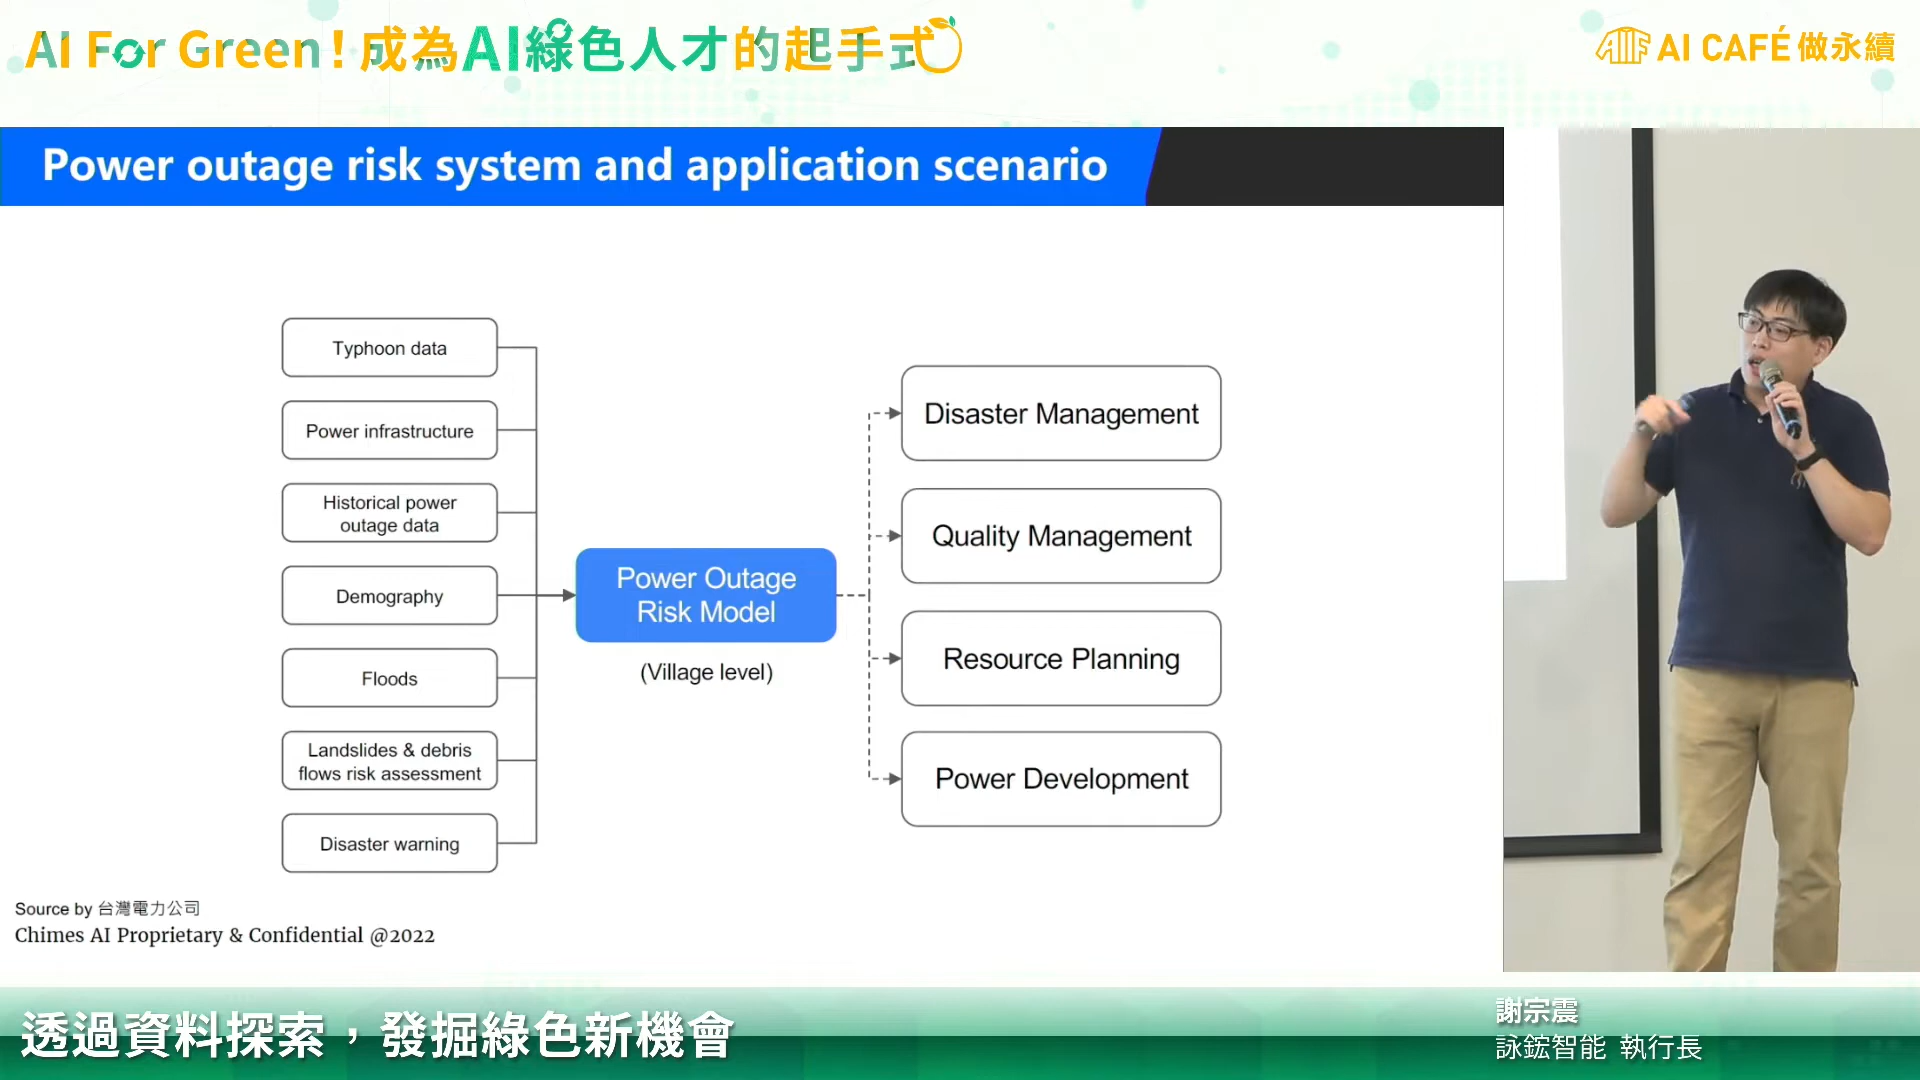 AI For Green！成為AI綠色人才的起手式
AIF AI CAFÉ 做永續
Power outage risk system and application scenario
Typhoon data
Power infrastructure
Historical power
outage data
Demography
Floods
Landslides & debris
flows risk assessment
Disaster warning
Power Outage
Risk Model
(Village level)
Disaster Management
Quality Management
Resource Planning
Power Development
Source by 台灣電力公司
Chimes AI Proprietary & Confidential @2022
透過資料探索，發掘綠色新機會
謝宗震
詠鋐智能 執行長